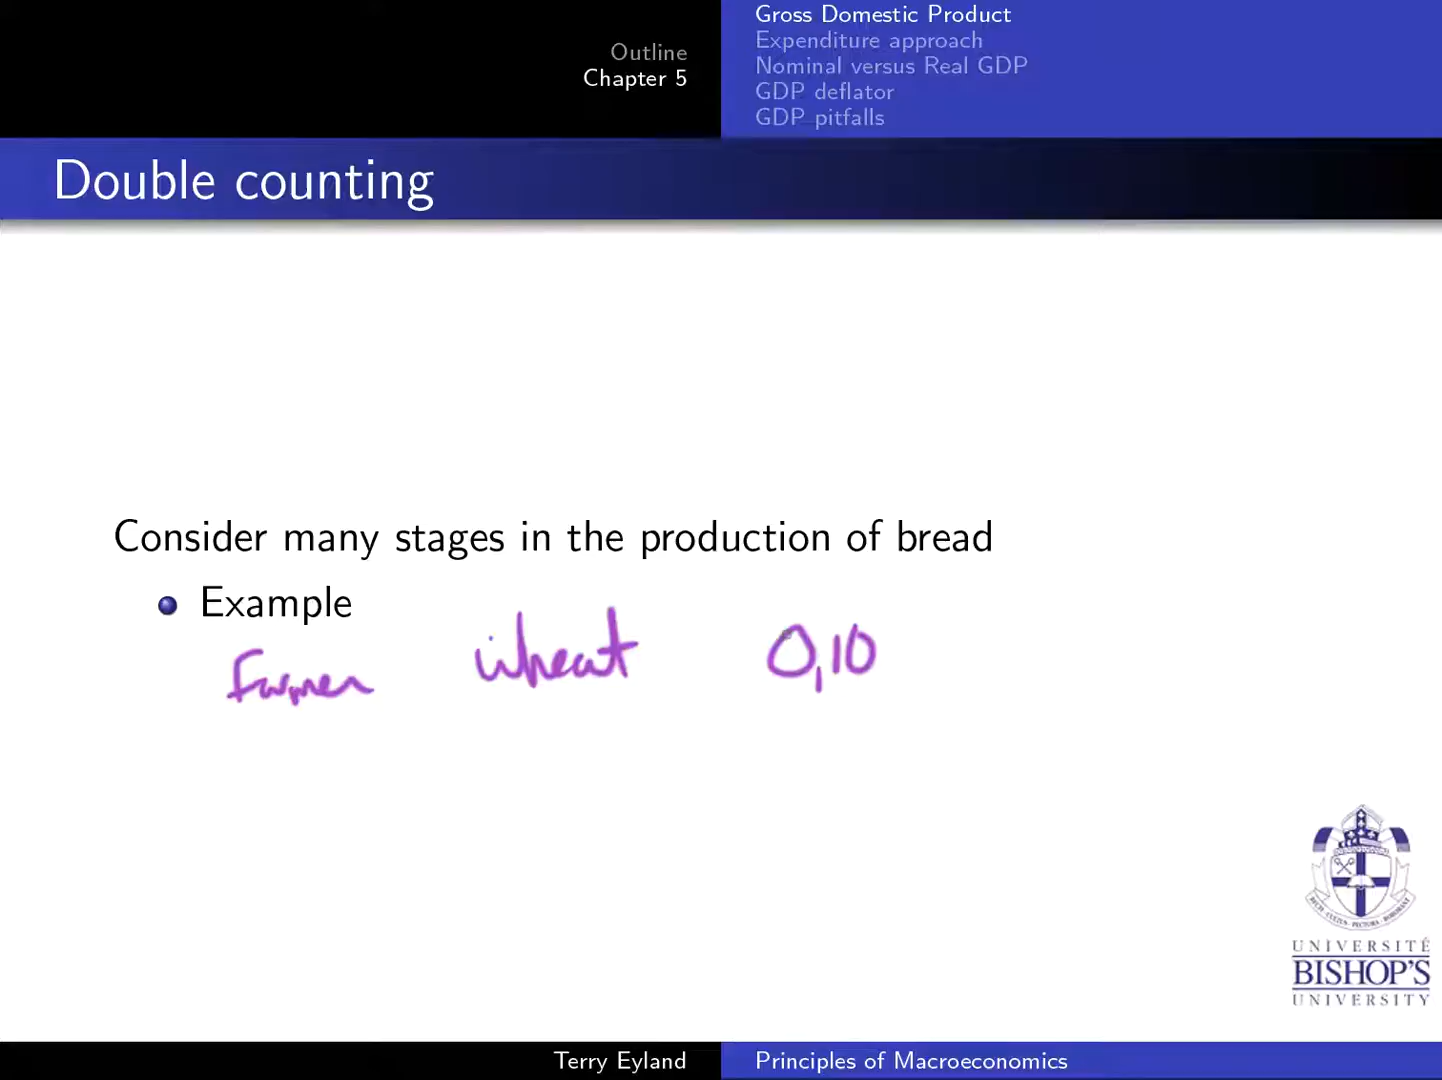 Outline
Chapter 5
Gross Domestic Product
Expenditure approach
Nominal versus Real GDP
GDP deflator
GDP pitfalls
Double counting
Consider many stages in the production of bread
Example
Farmer wheat 0,10
UNIVERSITÉ
BISHOP'S
UNIVERSITY
Terry Eyland
Principles of Macroeconomics